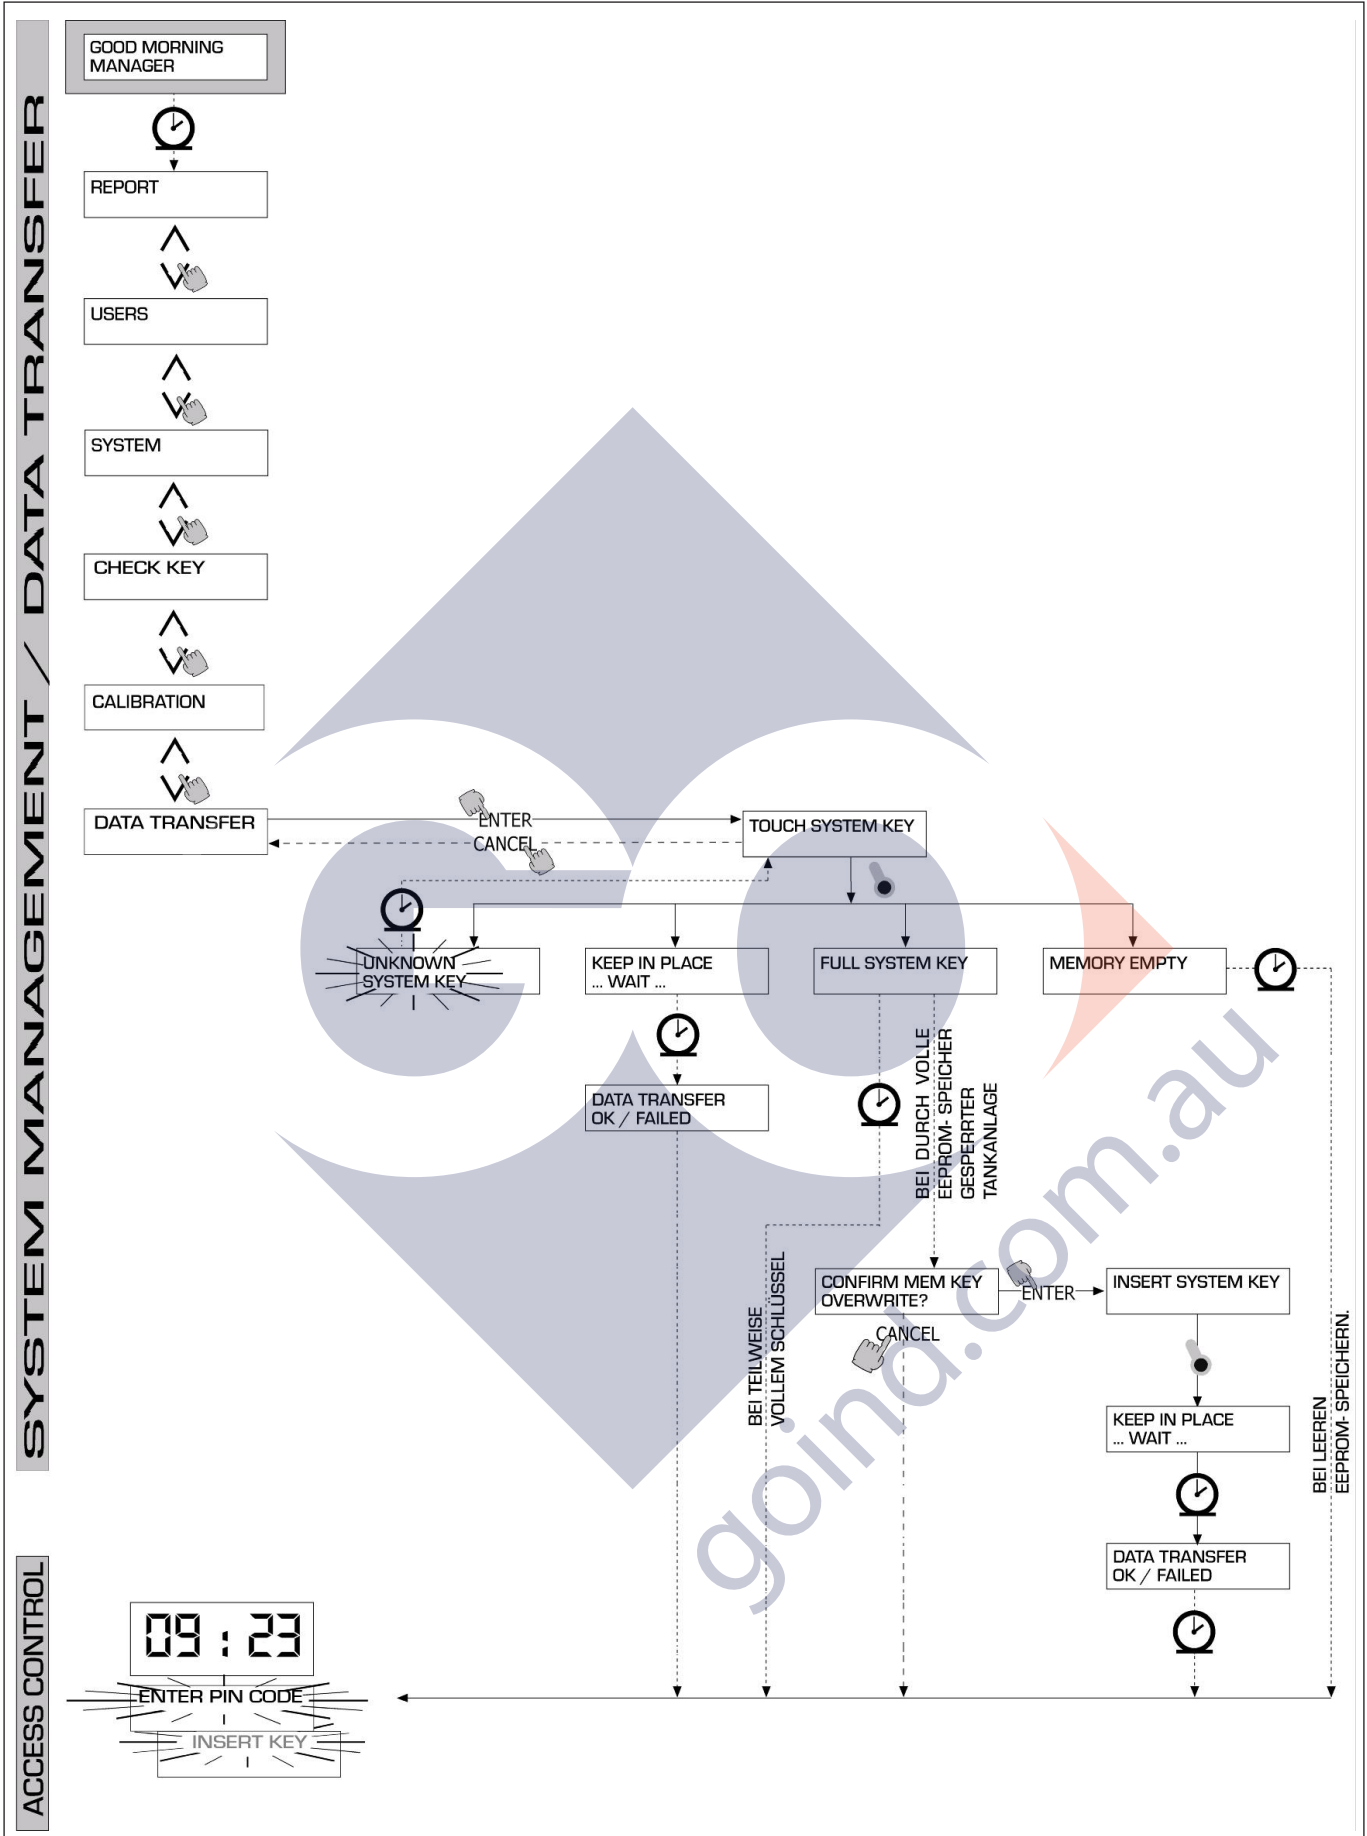 SYSTEM MANAGEMENT / DATA TRANSFER
GOOD MORNING
MANAGER
REPORT
USERS
SYSTEM
CHECK KEY
CALIBRATION
DATA TRANSFER
ENTER
CANCEL
TOUCH SYSTEM KEY
UNKNOWN
SYSTEM KEY
KEEP IN PLACE
... WAIT ...
FULL SYSTEM KEY
MEMORY EMPTY
DATA TRANSFER
OK / FAILED
BEI DURCH VOLLE
EEPROM- SPEICHER
GESPERRTER
TANKANLAGE
BEI TEILWEISE
VOLLEM SCHLÜSSEL
CONFIRM MEM KEY
OVERWRITE?
ENTER
CANCEL
INSERT SYSTEM KEY
KEEP IN PLACE
... WAIT ...
DATA TRANSFER
OK / FAILED
BEI LEEREN
EEPROM- SPEICHERN.
goind.com.au
ACCESS CONTROL
09:23
ENTER PIN CODE
INSERT KEY